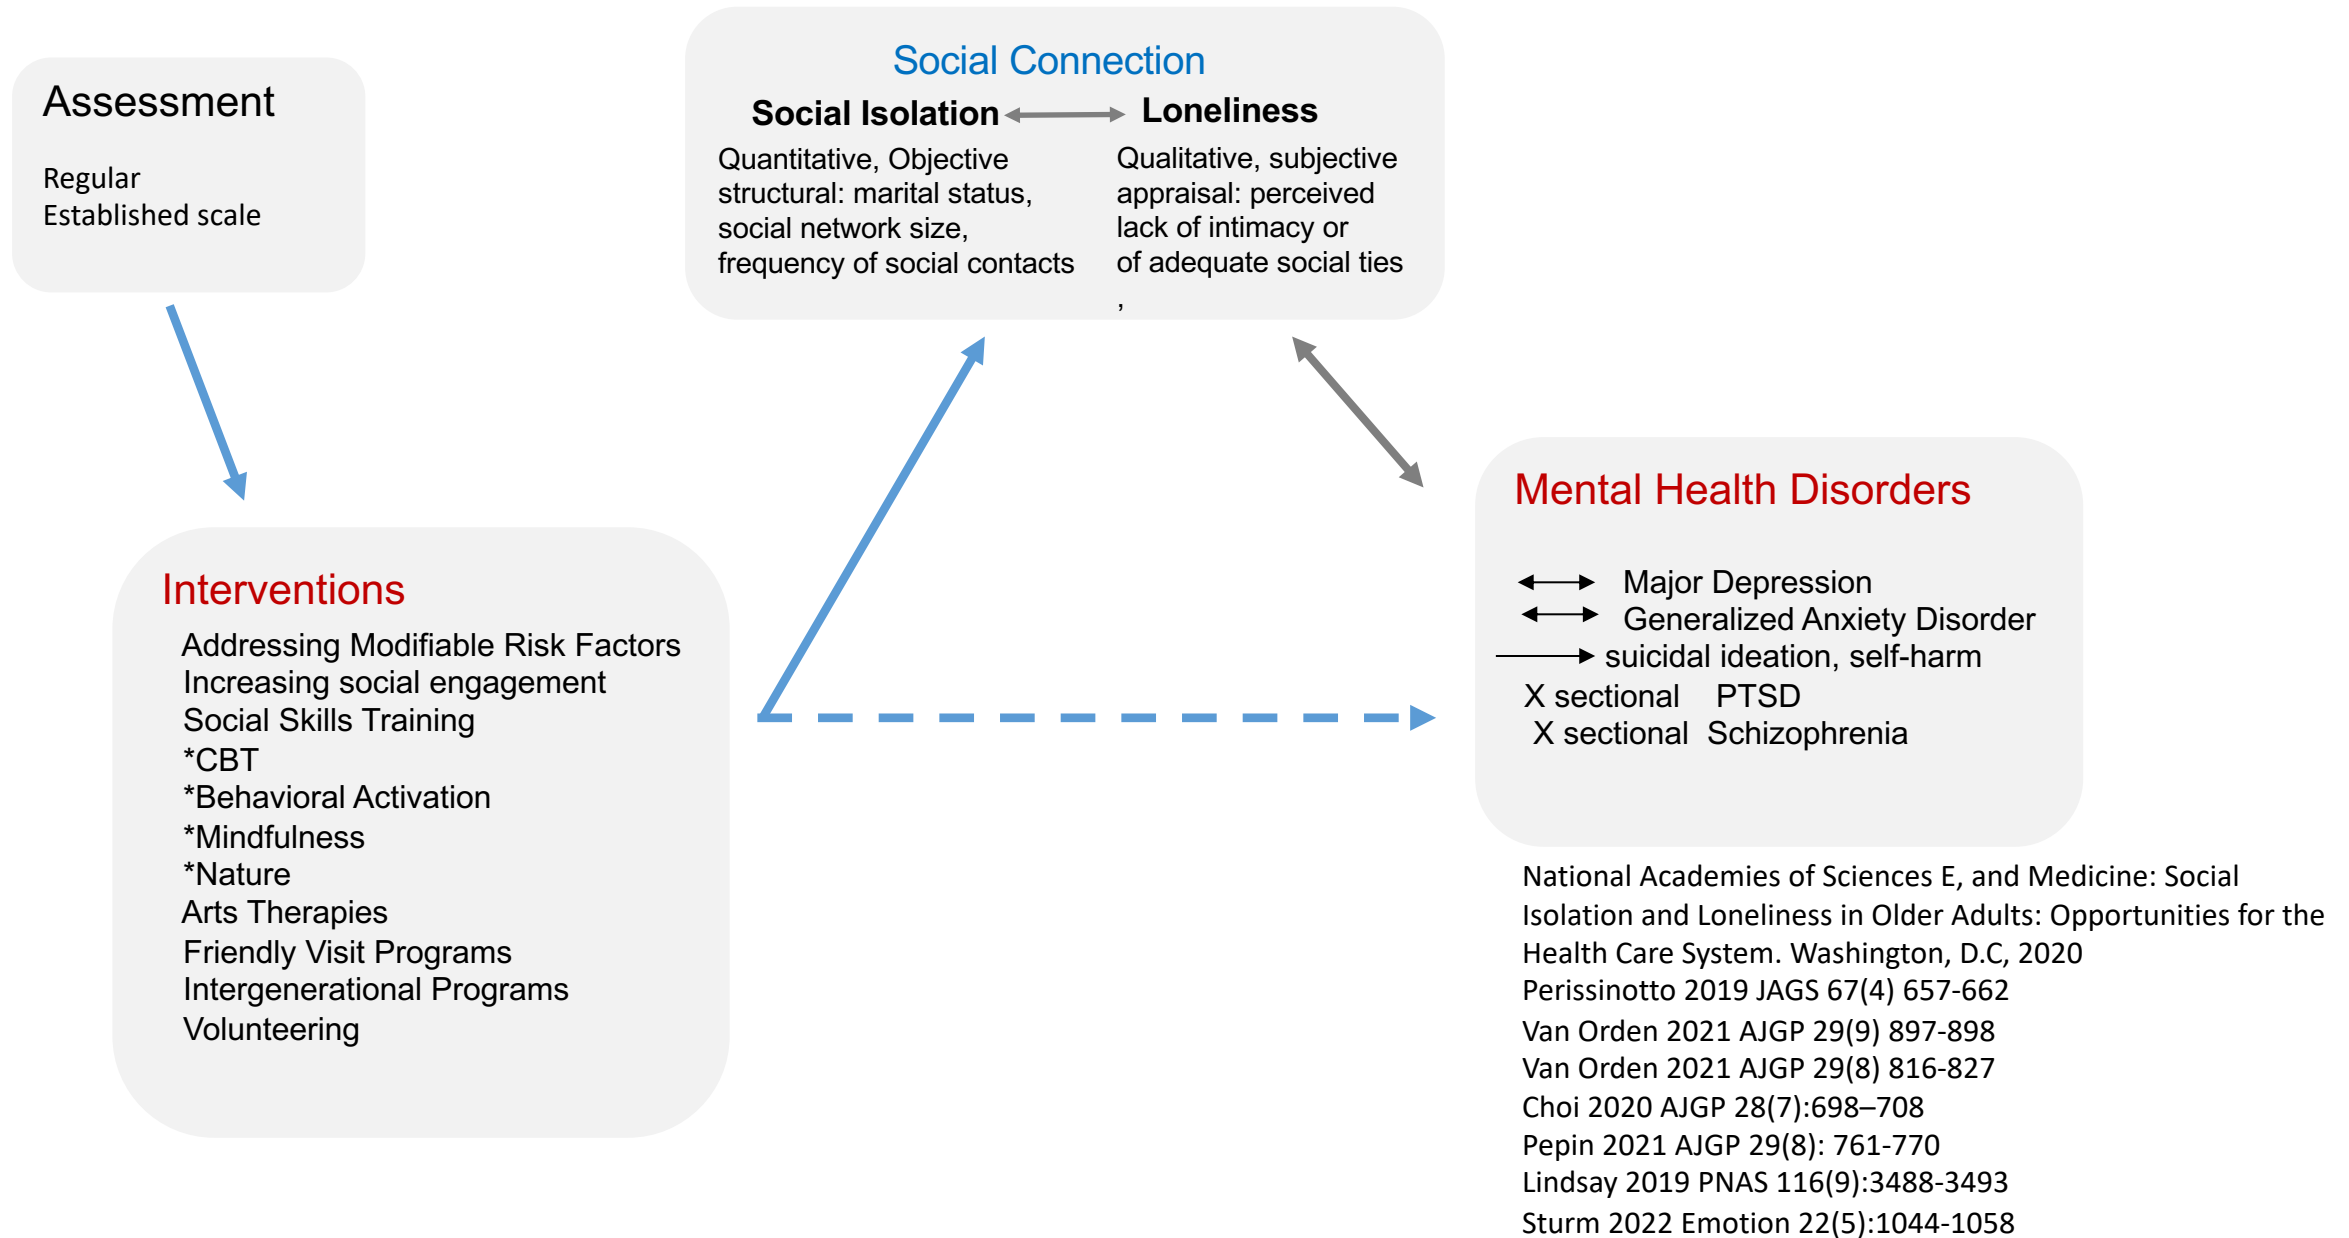 Assessment
Regular
Established scale
Social Connection
Social Isolation
Quantitative, Objective
structural: marital status,
social network size,
frequency of social contacts
Loneliness
Qualitative, subjective
appraisal: perceived
lack of intimacy or
of adequate social ties
,
Interventions
Addressing Modifiable Risk Factors
Increasing social engagement
Social Skills Training
*CBT
*Behavioral Activation
*Mindfulness
*Nature
Arts Therapies
Friendly Visit Programs
Intergenerational Programs
Volunteering
Mental Health Disorders
Major Depression
Generalized Anxiety Disorder
suicidal ideation, self-harm
X sectional PTSD
X sectional Schizophrenia
National Academies of Sciences E, and Medicine: Social
Isolation and Loneliness in Older Adults: Opportunities for the
Health Care System. Washington, D.C, 2020
Perissinotto 2019 JAGS 67(4) 657-662
Van Orden 2021 AJGP 29(9) 897-898
Van Orden 2021 AJGP 29(8) 816-827
Choi 2020 AJGP 28(7):698–708
Pepin 2021 AJGP 29(8): 761-770
Lindsay 2019 PNAS 116(9):3488-3493
Sturm 2022 Emotion 22(5):1044-1058